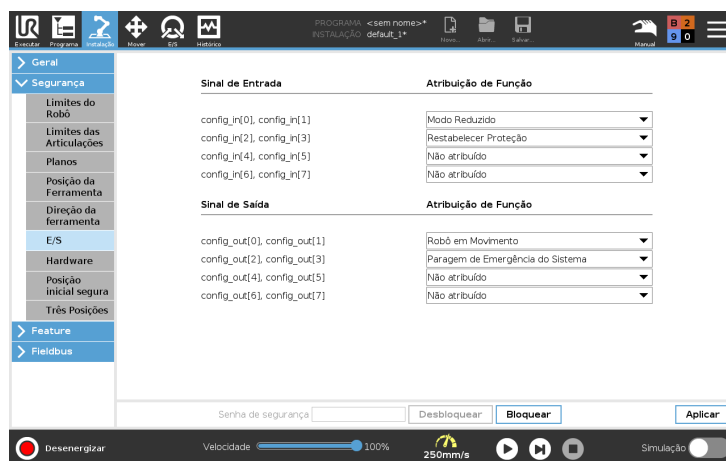 UR
PROGRAMA <sem nome>*
INSTALAÇÃO default_1*
Executar Programa Instalação Mover E/S Histórico Novo... Abrir... Salvar... Manual
B 2
9 0
Geral
Segurança
Limites do
Robô
Limites das
Articulações
Planos
Posição da
Ferramenta
Direção da
ferramenta
E/S
Hardware
Posição
inicial segura
Três Posições
Feature
Fieldbus
Sinal de Entrada Atribuição de Função
config_in[0], config_in[1] Modo Reduzido
config_in[2], config_in[3] Restabelecer Proteção
config_in[4], config_in[5] Não atribuído
config_in[6], config_in[7] Não atribuído
Sinal de Saída Atribuição de Função
config_out[0], config_out[1] Robô em Movimento
config_out[2], config_out[3] Paragem de Emergência do Sistema
config_out[4], config_out[5] Não atribuído
config_out[6], config_out[7] Não atribuído
Senha de segurança Desbloquear Bloquear Aplicar
Desenergizar Velocidade 100% 250mm/s Simulação